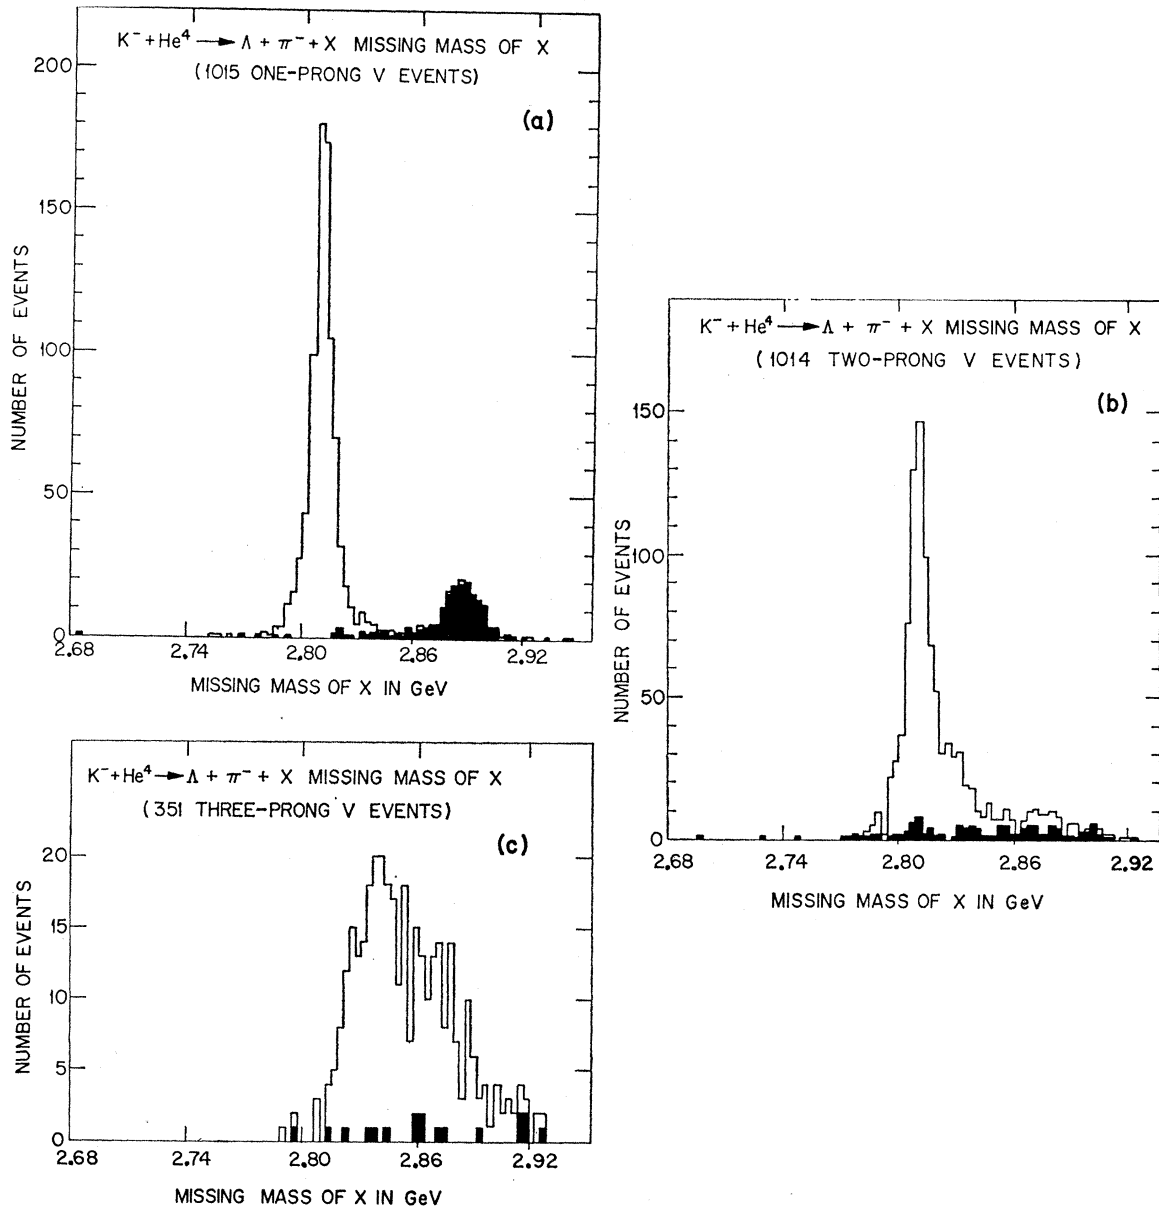 K⁻ + He⁴ ⟶ Λ + π⁻ + X MISSING MASS OF X
(1015 ONE-PRONG V EVENTS)
(a)
NUMBER OF EVENTS
200
150
100
50
0
2.68 2.74 2.80 2.86 2.92
MISSING MASS OF X IN GeV
K⁻ + He⁴ ⟶ Λ + π⁻ + X MISSING MASS OF X
(1014 TWO-PRONG V EVENTS)
(b)
NUMBER OF EVENTS
150
100
50
0
2.68 2.74 2.80 2.86 2.92
MISSING MASS OF X IN GeV
K⁻ + He⁴ ⟶ Λ + π⁻ + X MISSING MASS OF X
(351 THREE-PRONG V EVENTS)
(c)
NUMBER OF EVENTS
20
15
10
5
0
2.68 2.74 2.80 2.86 2.92
MISSING MASS OF X IN GeV